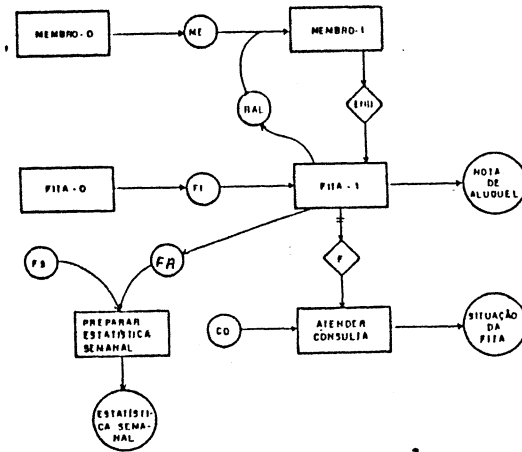 MEMBRO-0
ME
MEMBRO-1
RAL
FITA-0
FI
FITA-1
NOTA
DE
ALUGUEL
FS
FR
F
PREPARAR
ESTATÍSTICA
SEMANAL
CO
ATENDER
CONSULTA
SITUAÇÃO
DA
FITA
ESTATÍSTI-
CA SEMA-
NAL